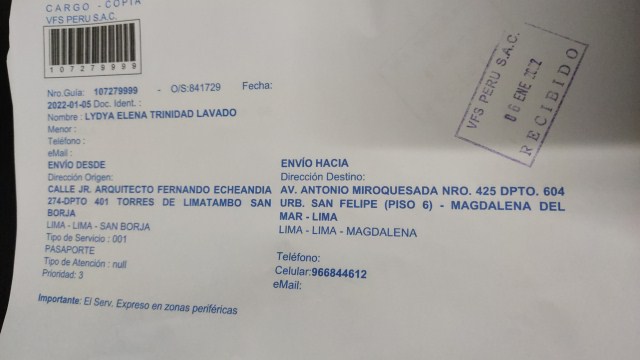 CARGO - COPIA
VFS PERU S.A.C.
107279999
Nro.Guía: 107279999 - O/S:841729 Fecha:
2022-01-05 Doc. Ident. :
Nombre : LYDYA ELENA TRINIDAD LAVADO
Menor :
Teléfono :
eMail :
ENVÍO DESDE
Dirección Origen:
CALLE JR. ARQUITECTO FERNANDO ECHEANDIA
274-DPTO 401 TORRES DE LIMATAMBO SAN
BORJA
LIMA - LIMA - SAN BORJA
Tipo de Servicio : 001
PASAPORTE
Tipo de Atención : null
Prioridad: 3
ENVÍO HACIA
Dirección Destino:
AV. ANTONIO MIROQUESADA NRO. 425 DPTO. 604
URB. SAN FELIPE (PISO 6) - MAGDALENA DEL
MAR - LIMA
LIMA - LIMA - MAGDALENA
Teléfono:
Celular:966844612
eMail:
Importante: El Serv. Expreso en zonas periféricas
VFS PERU S.A.C.
06 ENE 2022
RECIBIDO